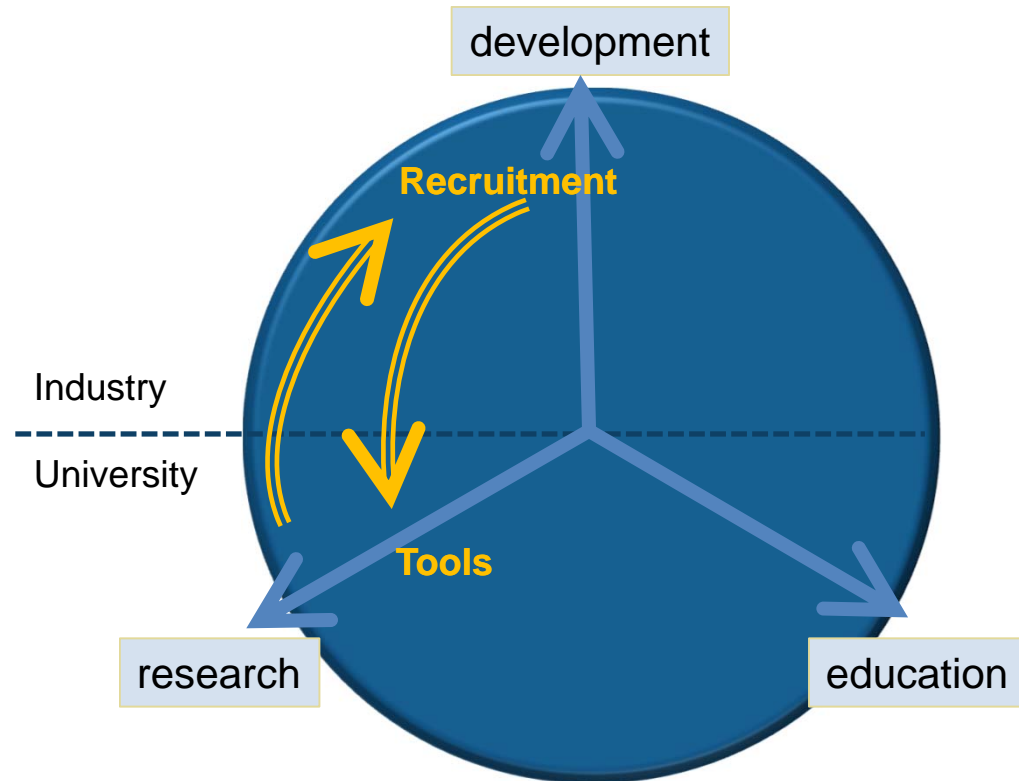 development
Recruitment
Industry
University
Tools
research
education